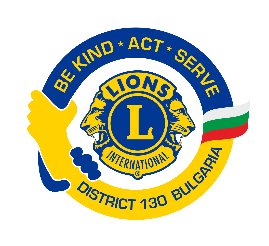 BE KIND ★ ACT ★ SERVE
LIONS
L
INTERNATIONAL
®
DISTRICT 130 BULGARIA